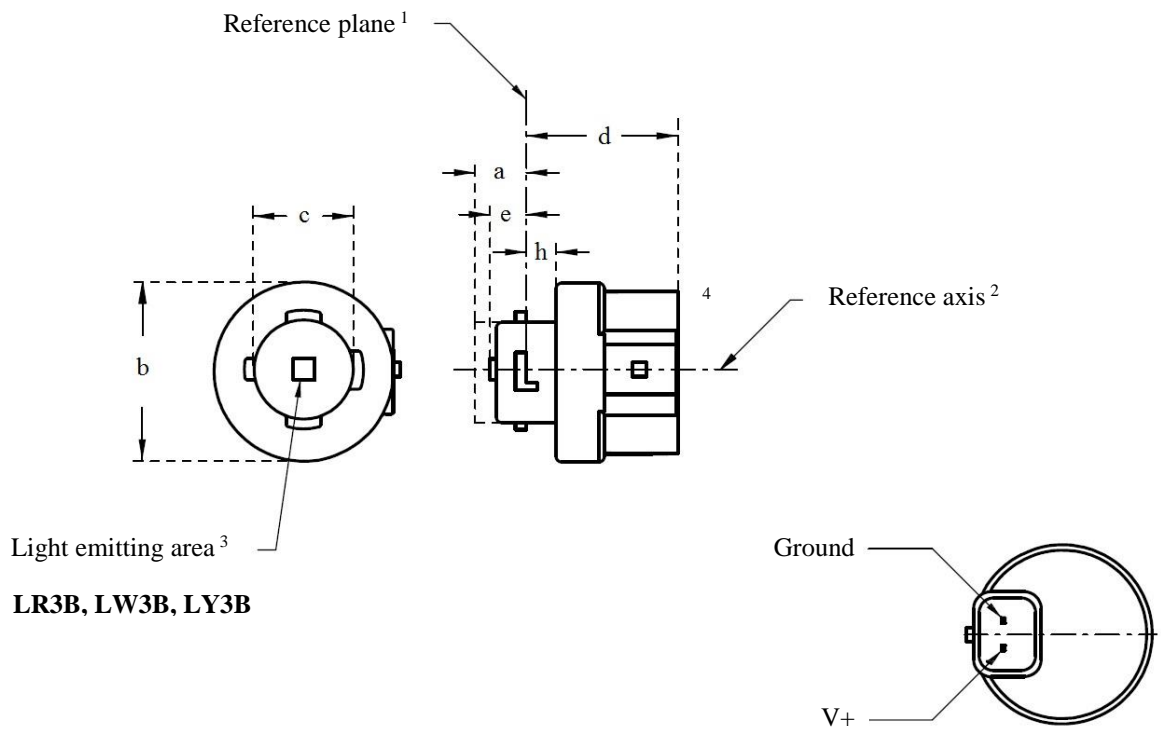 Reference plane 1
d
a
e
c
h
4
Reference axis 2
b
Light emitting area 3
LR3B, LW3B, LY3B
Ground
V+